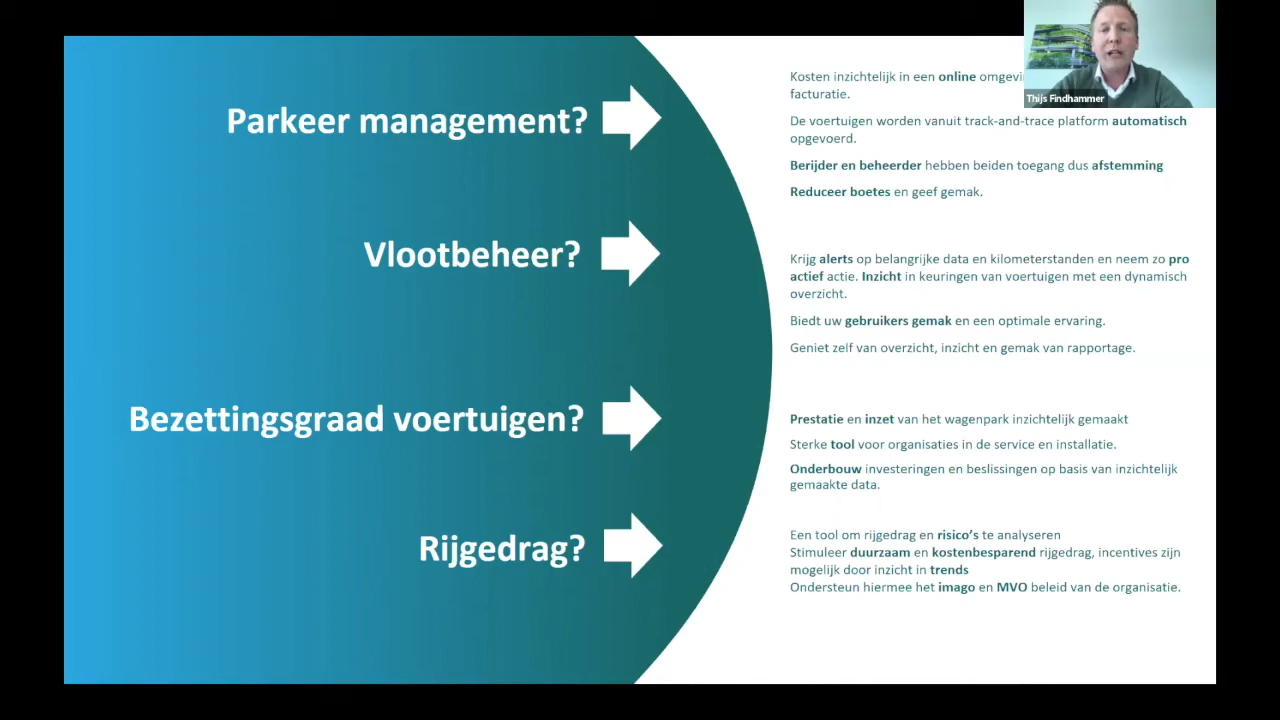 Thijs Findhammer
Parkeer management?
Kosten inzichtelijk in een online
facturatie.
De voertuigen worden vanuit track-and-trace platform automatisch
opgevoerd.
Berijder en beheerder hebben beiden toegang dus afstemming
Reduceer boetes en geef gemak.
Vlootbeheer?
Krijg alerts op belangrijke data en kilometerstanden en neem zo pro
actief actie. Inzicht in keuringen van voertuigen met een dynamisch
overzicht.
Biedt uw gebruikers gemak en een optimale ervaring.
Geniet zelf van overzicht, inzicht en gemak van rapportage.
Bezettingsgraad voertuigen?
Prestatie en inzet van het wagenpark inzichtelijk gemaakt
Sterke tool voor organisaties in de service en installatie.
Onderbouw investeringen en beslissingen op basis van inzichtelijk
gemaakte data.
Rijgedrag?
Een tool om rijgedrag en risico's te analyseren
Stimuleer duurzaam en kostenbesparend rijgedrag, incentives zijn
mogelijk door inzicht in trends
Ondersteun hiermee het imago en MVO beleid van de organisatie.